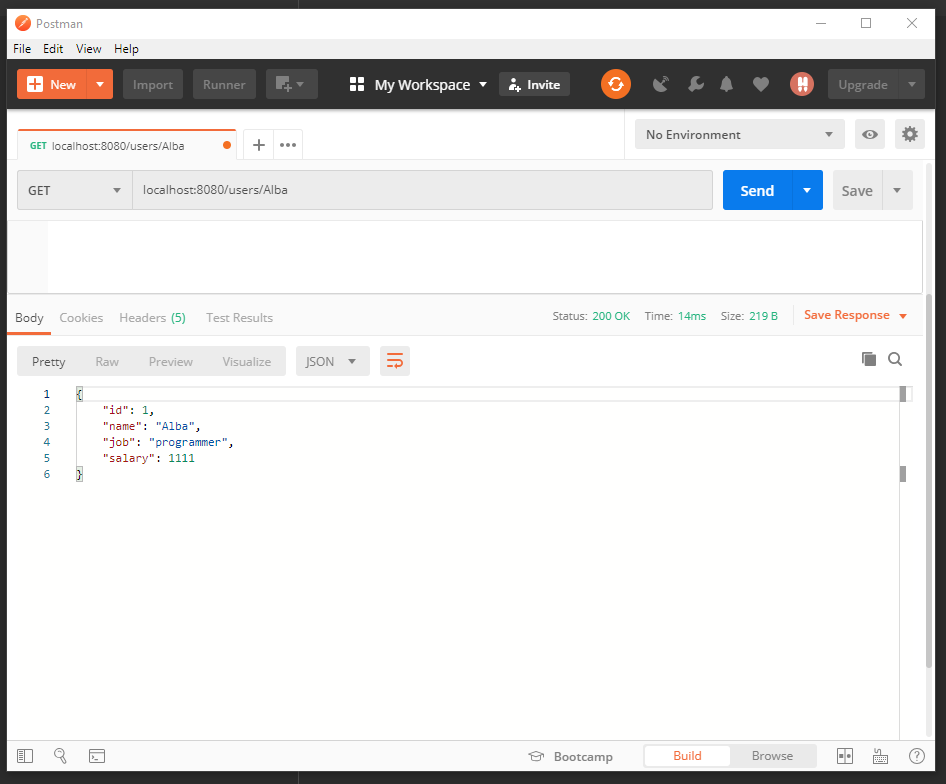 Postman
File Edit View Help
New Import Runner My Workspace Invite Upgrade
GET localhost:8080/users/Alba No Environment
GET localhost:8080/users/Alba Send Save
Body Cookies Headers (5) Test Results Status: 200 OK Time: 14ms Size: 219 B Save Response
Pretty Raw Preview Visualize JSON
1 {
2 "id": 1,
3 "name": "Alba",
4 "job": "programmer",
5 "salary": 1111
6 }
Bootcamp Build Browse